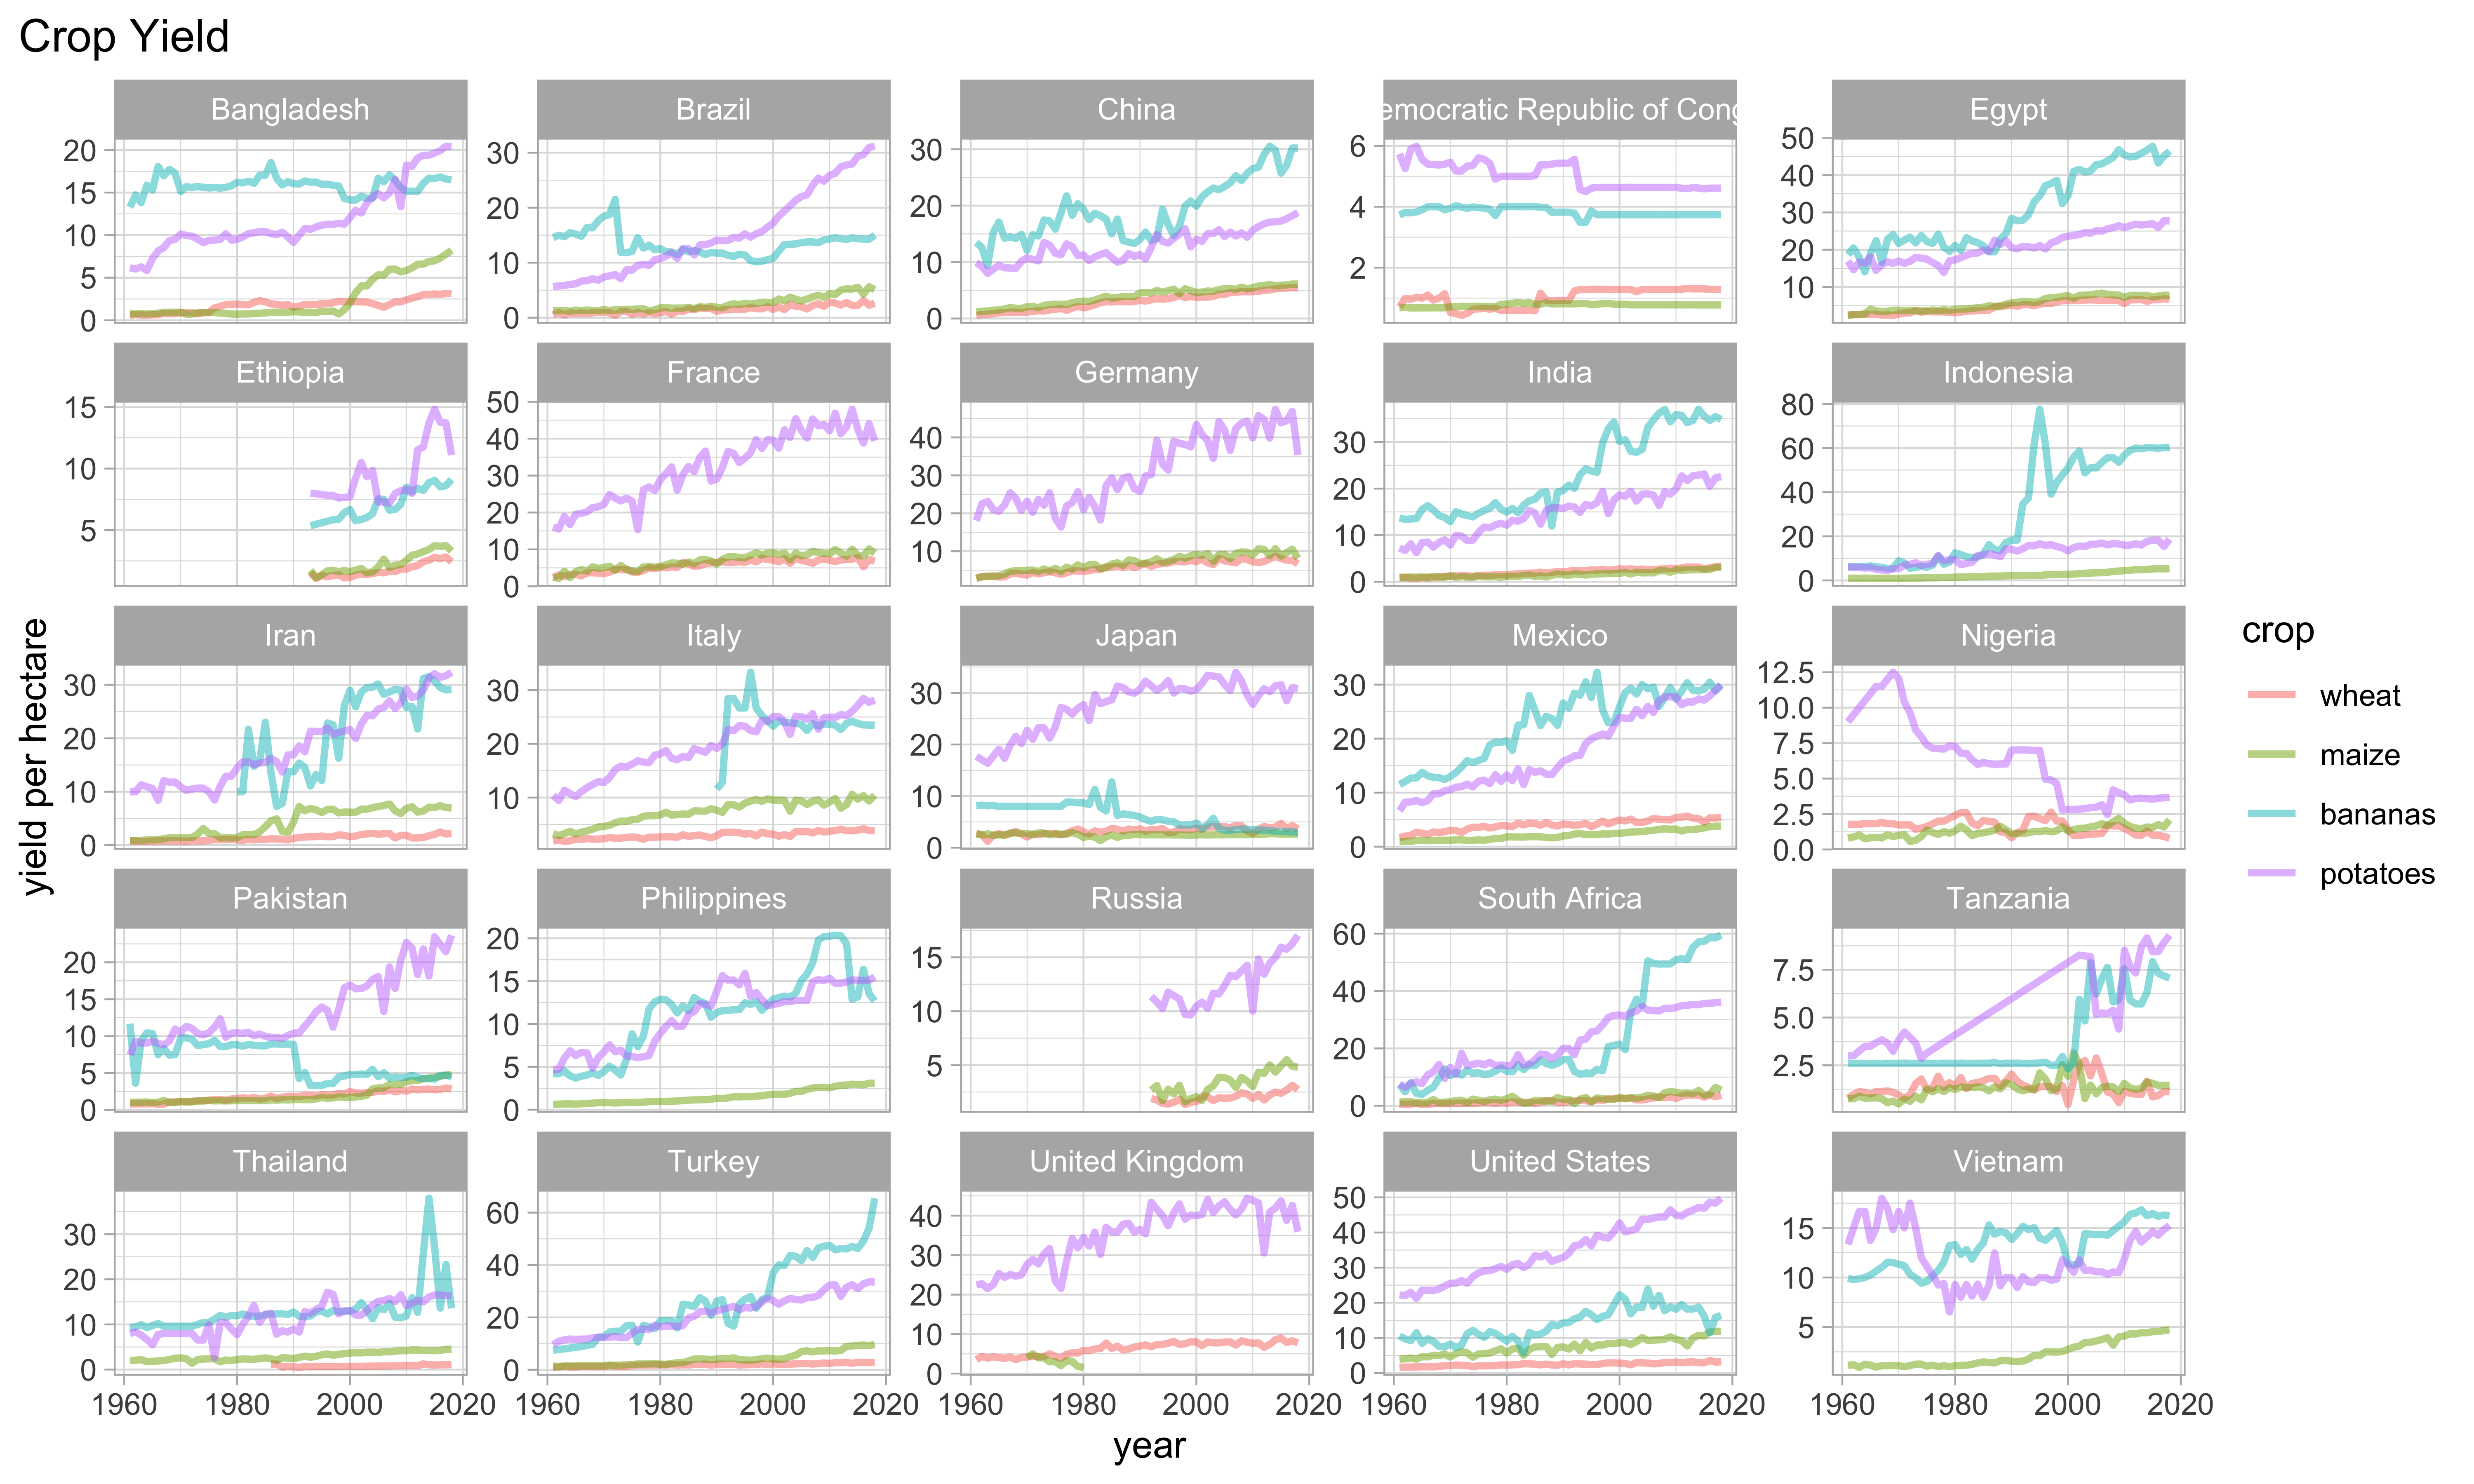 Crop Yield
Bangladesh Brazil China emocratic Republic of Cong Egypt
20 15 10 5 0
30 20 10 0
30 20 10 0
6 4 2
50 40 30 20 10
Ethiopia France Germany India Indonesia
15 10 5
50 40 30 20 10 0
40 30 20 10
30 20 10 0
80 60 40 20 0
Iran Italy Japan Mexico Nigeria
30 20 10 0
30 20 10
30 20 10 0
30 20 10 0
12.5 10.0 7.5 5.0 2.5 0.0
Pakistan Philippines Russia South Africa Tanzania
20 15 10 5 0
20 15 10 5 0
15 10 5
60 40 20 0
7.5 5.0 2.5
Thailand Turkey United Kingdom United States Vietnam
30 20 10 0
60 40 20 0
40 30 20 10 0
50 40 30 20 10 0
15 10 5
1960 1980 2000 2020 1960 1980 2000 2020 1960 1980 2000 2020 1960 1980 2000 2020 1960 1980 2000 2020
year
yield per hectare
crop
wheat
maize
bananas
potatoes